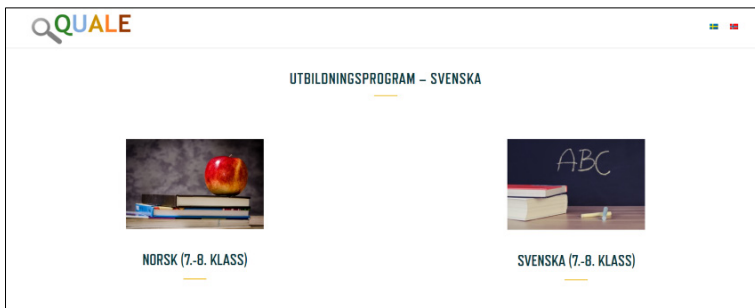 QUALE
UTBILDNINGSPROGRAM – SVENSKA
ABC
NORSK (7.-8. KLASS)
SVENSKA (7.-8. KLASS)